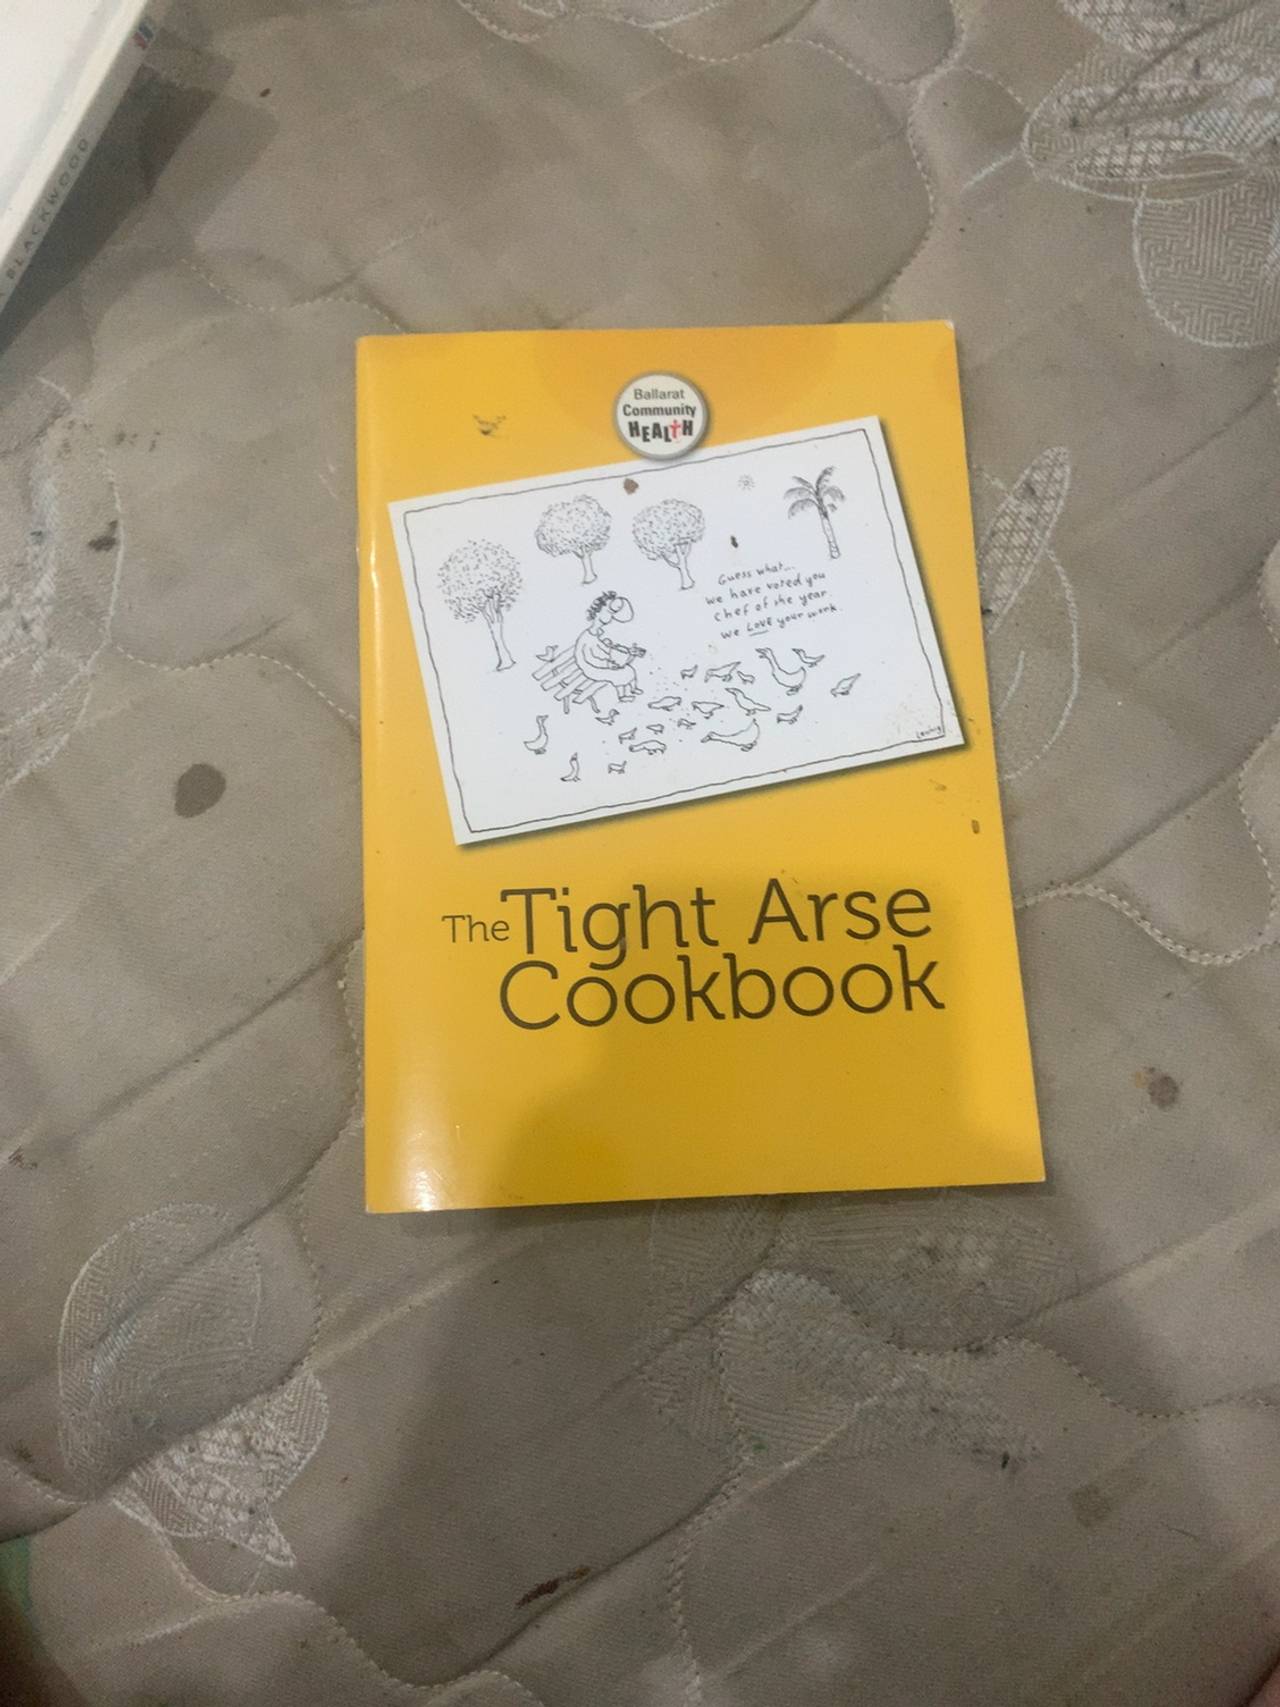 BLACKWOOD
Ballarat
Community
HEALTH
Guess what...
we have voted you
chef of the year.
we LOVE your work.
Leunig
The Tight Arse
Cookbook